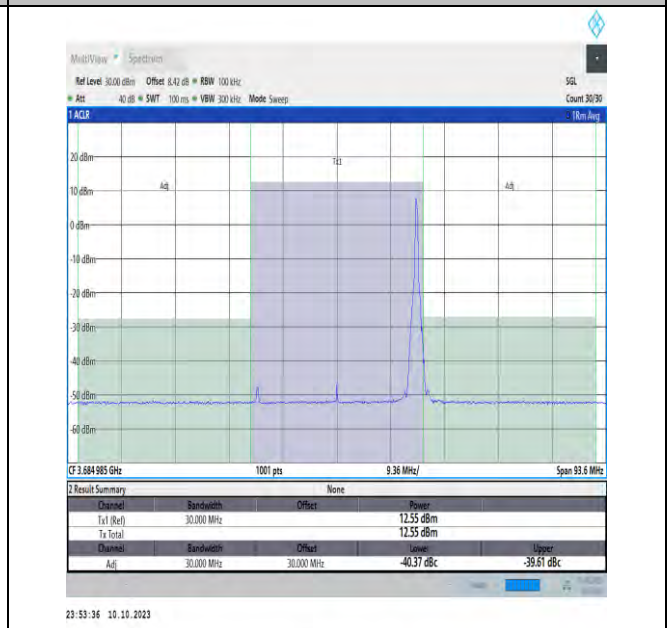 MultiView Spectrum
Ref Level 30.00 dBm Offset 8.42 dB RBW 100 kHz SGL
Att 40 dB SWT 100 ms VBW 300 kHz Mode Sweep Count 30/30
1 ACLR 1Rm Avg
20 dBm
Tx1
Adj Adj
10 dBm
0 dBm
-10 dBm
-20 dBm
-30 dBm
-40 dBm
-50 dBm
-60 dBm
CF 3.684 985 GHz 1001 pts 9.36 MHz/ Span 93.6 MHz
2 Result Summary None
Channel Bandwidth Offset Power
Tx1 (Ref) 30.000 MHz 12.55 dBm
Tx Total 12.55 dBm
Channel Bandwidth Offset Lower Upper
Adj 30.000 MHz 30.000 MHz -40.37 dBc -39.61 dBc
23:53:36 10.10.2023